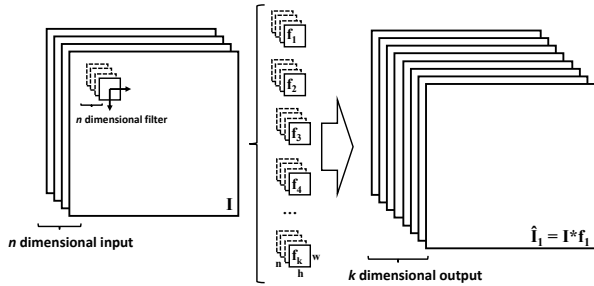 n dimensional filter
I
n dimensional input
f1
f2
f3
f4
...
fk
n
w
h
Î1 = I*f1
k dimensional output